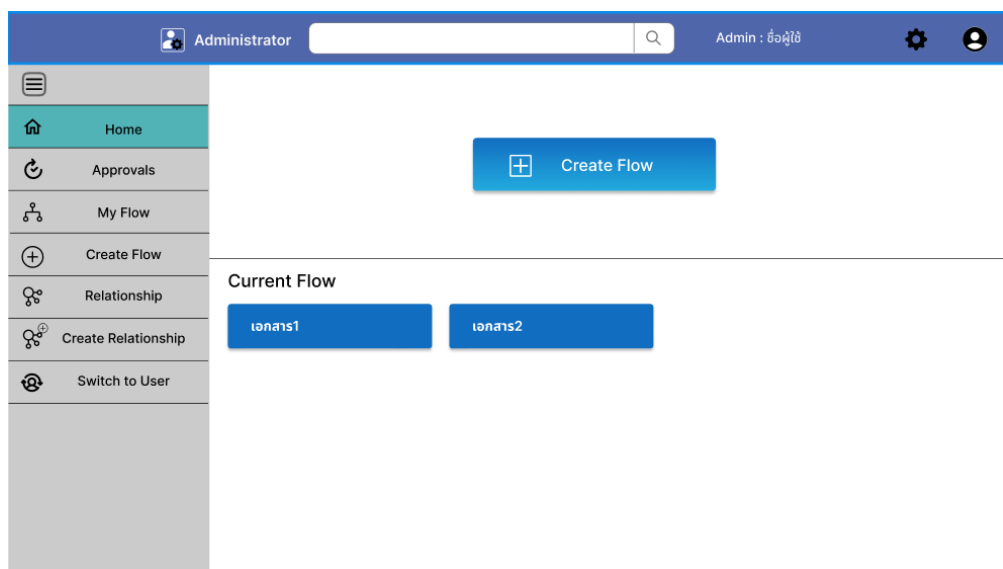 Administrator
Admin : ชื่อผู้ใช้
Home
Approvals
My Flow
Create Flow
Relationship
Create Relationship
Switch to User
Create Flow
Current Flow
เอกสาร1
เอกสาร2